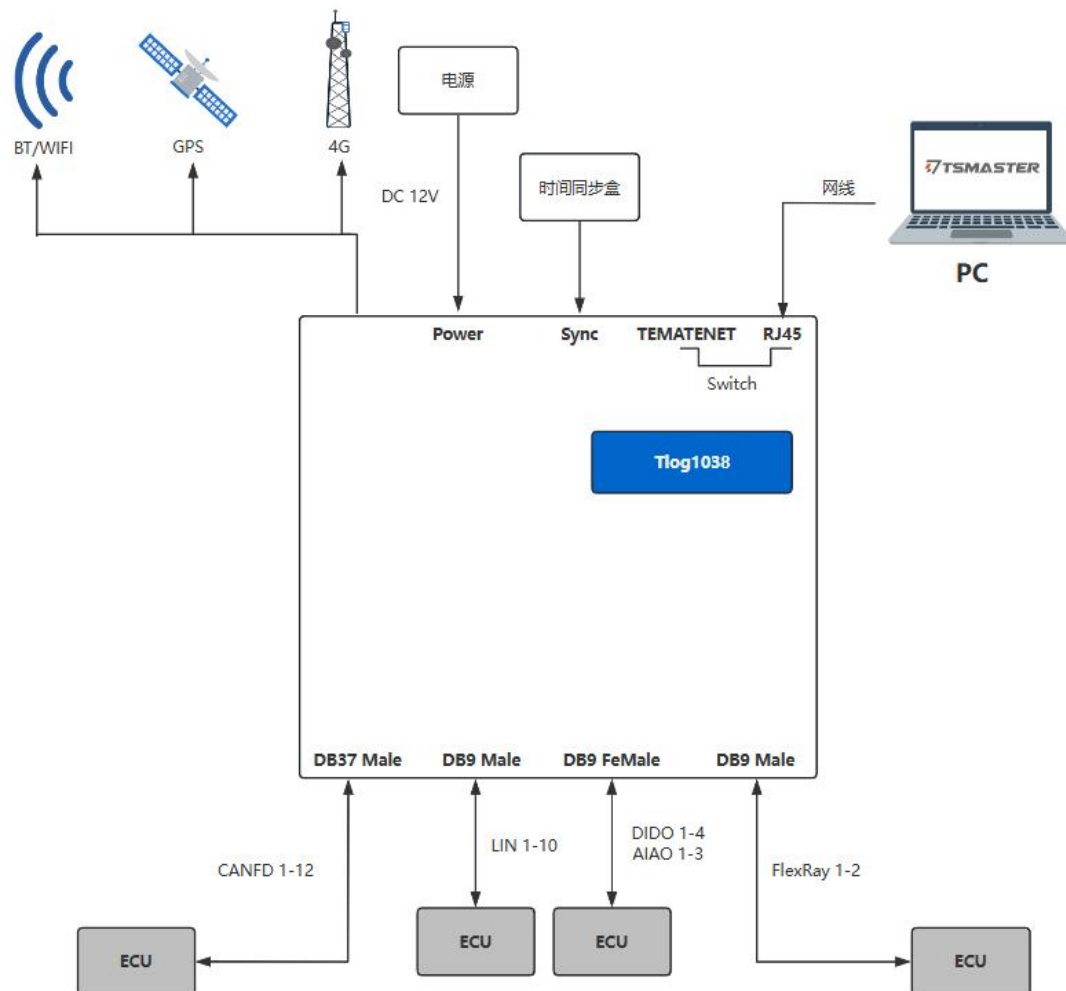 电源
BT/WIFI
GPS
4G
DC 12V
时间同步盒
网线
TSMASTER
PC
Power
Sync
TEMATENET
RJ45
Switch
Tlog1038
DB37 Male
DB9 Male
DB9 FeMale
DB9 Male
CANFD 1-12
LIN 1-10
DIDO 1-4
AIAO 1-3
FlexRay 1-2
ECU
ECU
ECU
ECU